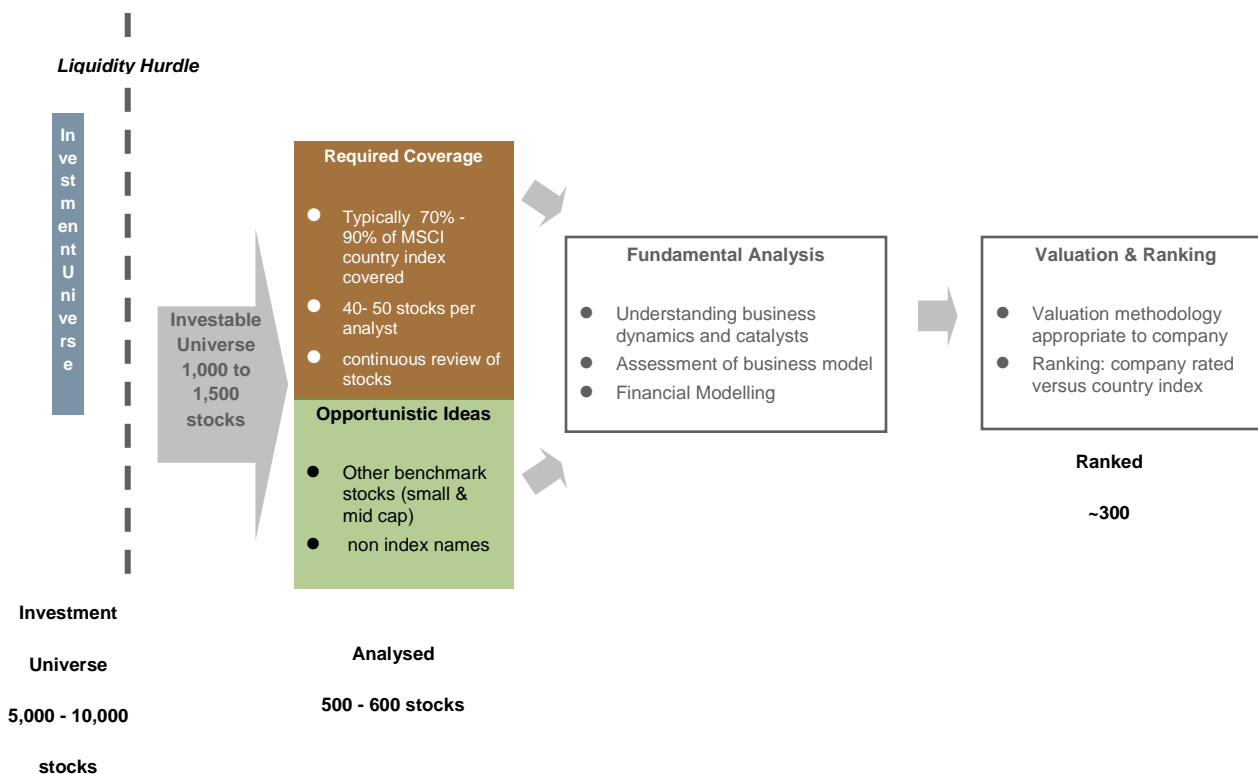 Liquidity Hurdle
In
ve
st
m
en
nt
U
ni
ve
rs
e
Investable
Universe
1,000 to
1,500
stocks
Required Coverage
● Typically 70% -
90% of MSCI
country index
covered
● 40- 50 stocks per
analyst
● continuous review of
stocks
Opportunistic Ideas
● Other benchmark
stocks (small &
mid cap)
● non index names
Fundamental Analysis
● Understanding business
dynamics and catalysts
● Assessment of business model
● Financial Modelling
Valuation & Ranking
● Valuation methodology
appropriate to company
● Ranking: company rated
versus country index
Ranked
~300
Investment
Universe
5,000 - 10,000
stocks
Analysed
500 - 600 stocks